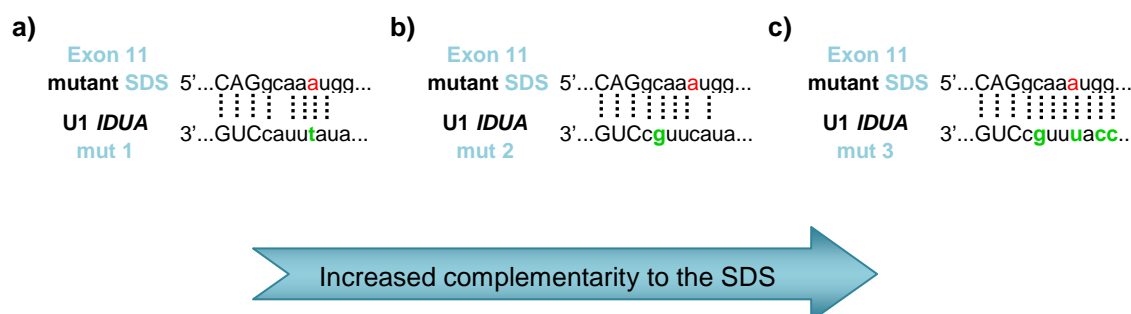 a)
Exon 11
mutant SDS 5’...CAGgcaaaugg...
U1 IDUA 3’...GUCcauutaua...
mut 1
b)
Exon 11
mutant SDS 5’...CAGgcaaaugg...
U1 IDUA 3’...GUCcguucaua...
mut 2
c)
Exon 11
mutant SDS 5’...CAGgcaaaugg...
U1 IDUA 3’...GUCcguuuacc..
mut 3
Increased complementarity to the SDS